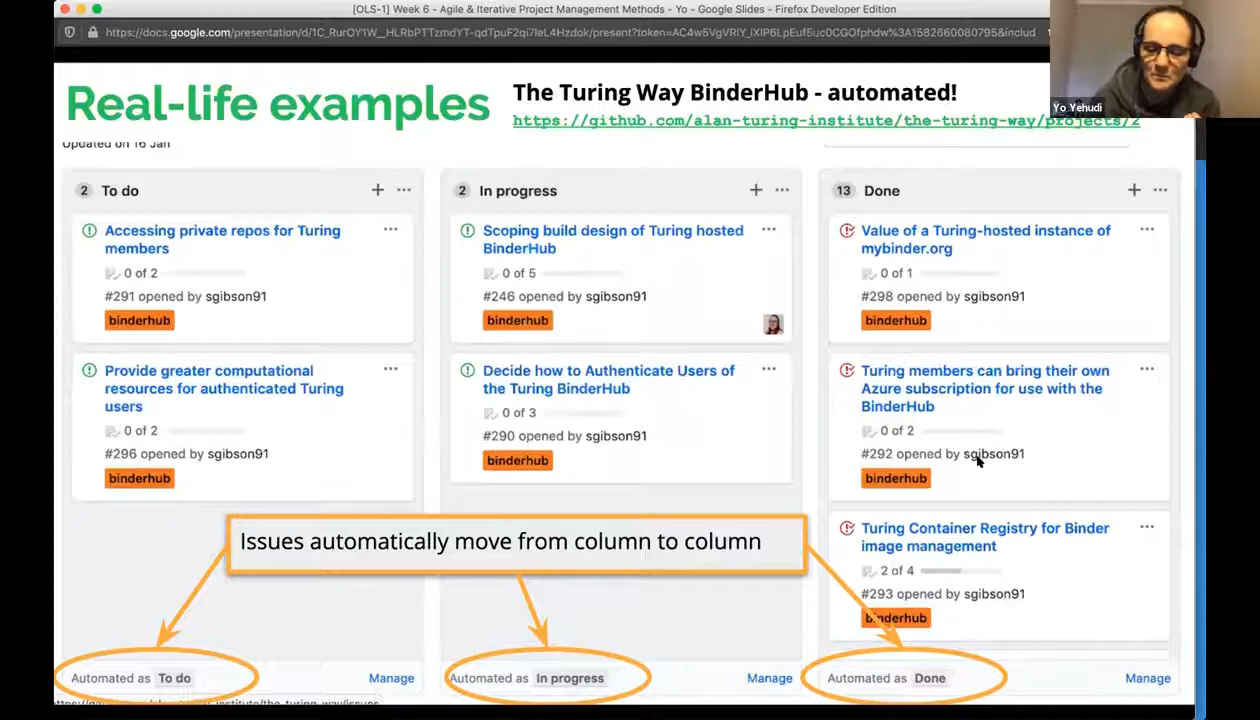 [OLS-1] Week 6 - Agile & Iterative Project Management Methods - Yo - Google Slides - Firefox Developer Edition
Real-life examples
The Turing Way BinderHub - automated!
https://github.com/alan-turing-institute/the-turing-way/projects/2
Yo Yehudi
Updated on 16 Jan
2 To do
Accessing private repos for Turing
members
0 of 2
#291 opened by sgibson91
binderhub
Provide greater computational
resources for authenticated Turing
users
0 of 2
#296 opened by sgibson91
binderhub
Automated as To do
Manage
2 In progress
Scoping build design of Turing hosted
BinderHub
0 of 5
#246 opened by sgibson91
binderhub
Decide how to Authenticate Users of
the Turing BinderHub
0 of 3
#290 opened by sgibson91
binderhub
Automated as In progress
Manage
13 Done
Value of a Turing-hosted instance of
mybinder.org
0 of 1
#298 opened by sgibson91
binderhub
Turing members can bring their own
Azure subscription for use with the
BinderHub
0 of 2
#292 opened by sgibson91
binderhub
Turing Container Registry for Binder
image management
2 of 4
#293 opened by sgibson91
binderhub
Automated as Done
Manage
Issues automatically move from column to column